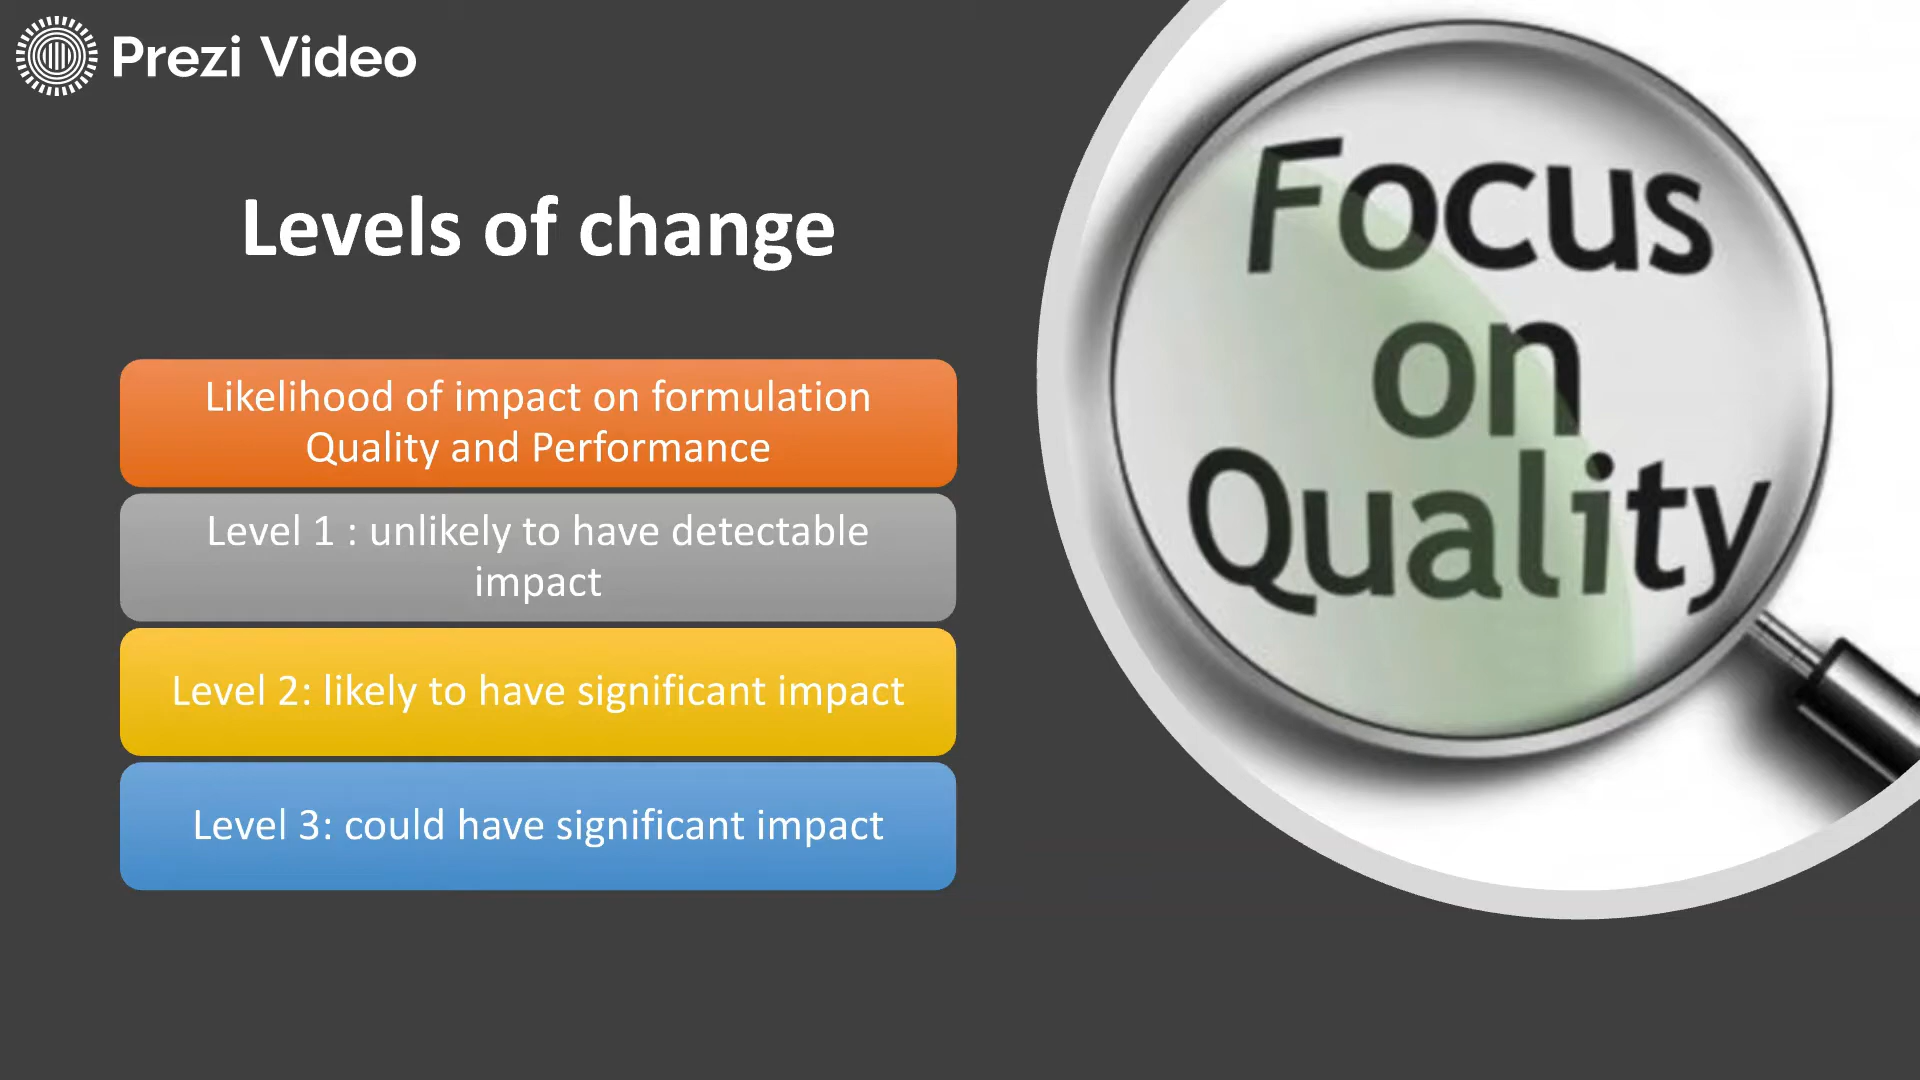 Prezi Video
Levels of change
Likelihood of impact on formulation
Quality and Performance
Level 1 : unlikely to have detectable
impact
Level 2: likely to have significant impact
Level 3: could have significant impact
Focus
on
Quality